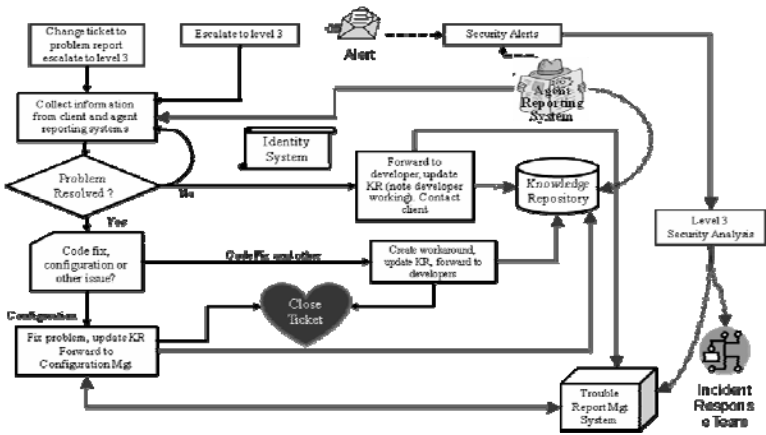 Change ticket to
problem report
escalate to level 3
Escalate to level 3
Alert
Security Alerts
Collect information
from client and agent
reporting systems
Agent
Reporting
System
Identity
System
Problem
Resolved ?
No
Forward to
developer, update
KR (note developer
working). Contact
client
Knowledge
Repository
Yes
Level 3
Security Analysis
Code fix,
configuration or
other issue?
Code Fix and other
Create workaround,
update KR, forward to
developers
Close
Ticket
Configuration
Fix problem, update KR
Forward to
Configuration Mgt
Trouble
Report Mgt
System
Incident
Respons
e Team